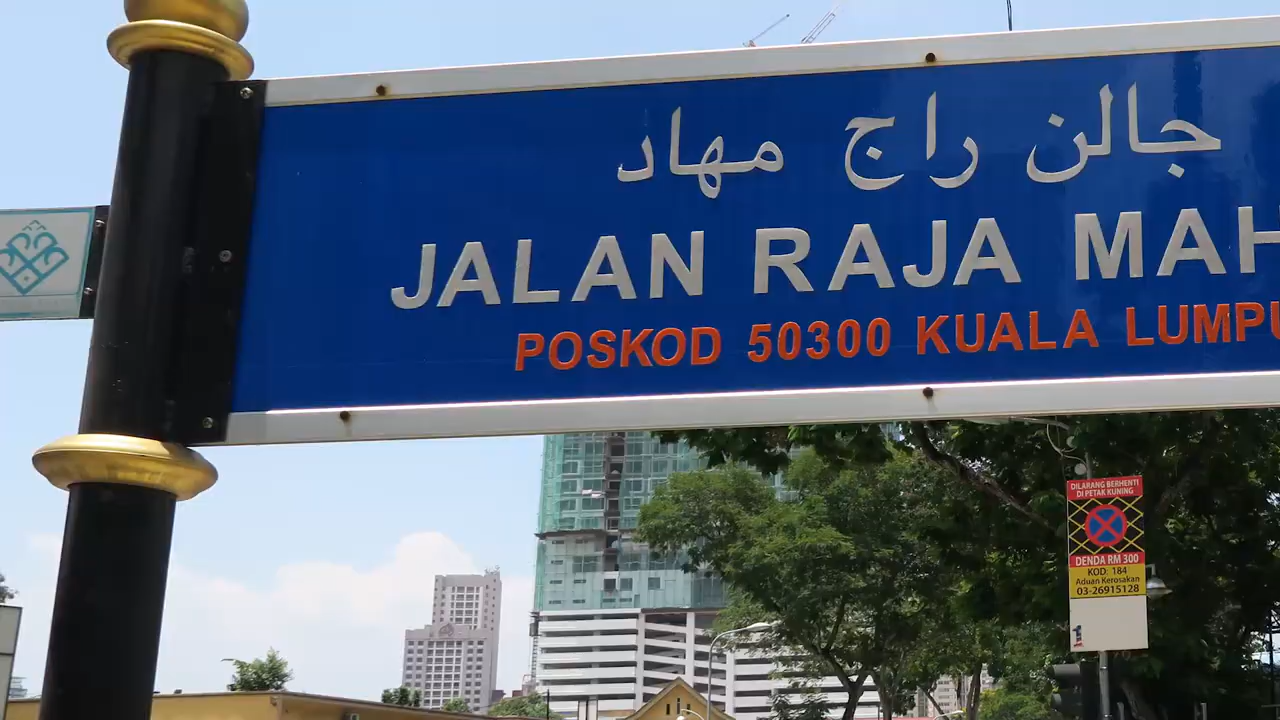 جالن راج مهاد
JALAN RAJA MAH
POSKOD 50300 KUALA LUMPU
DILARANG BERHENTI
DI PETAK KUNING
DENDA RM 300
KOD: 184
Aduan Kerosakan
03-26915128
1